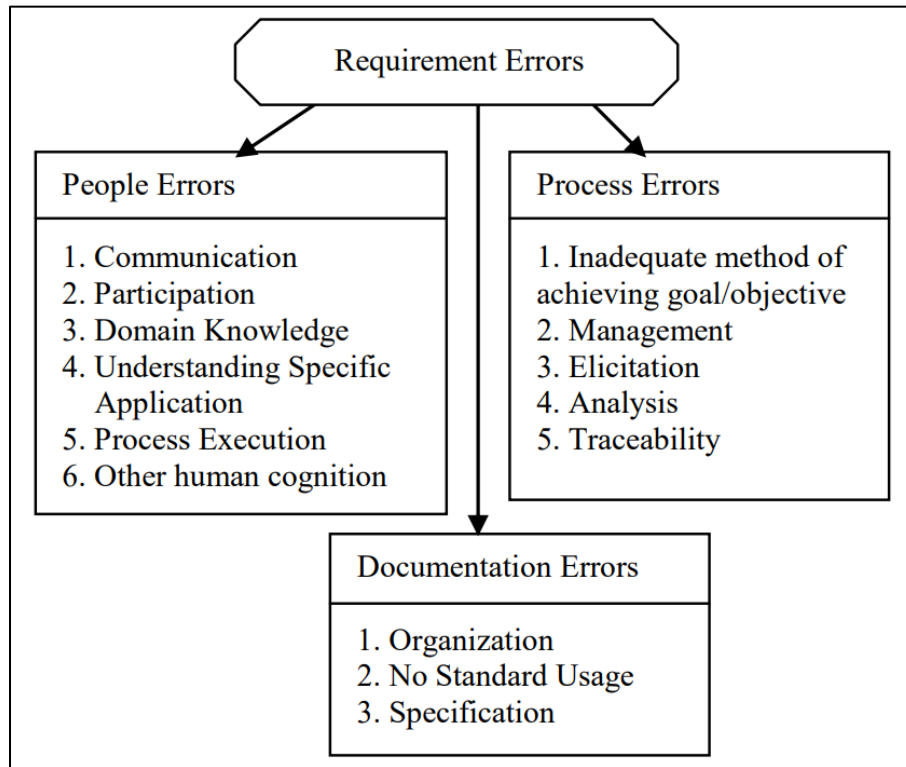 Requirement Errors
People Errors
1. Communication
2. Participation
3. Domain Knowledge
4. Understanding Specific
Application
5. Process Execution
6. Other human cognition
Process Errors
1. Inadequate method of
achieving goal/objective
2. Management
3. Elicitation
4. Analysis
5. Traceability
Documentation Errors
1. Organization
2. No Standard Usage
3. Specification